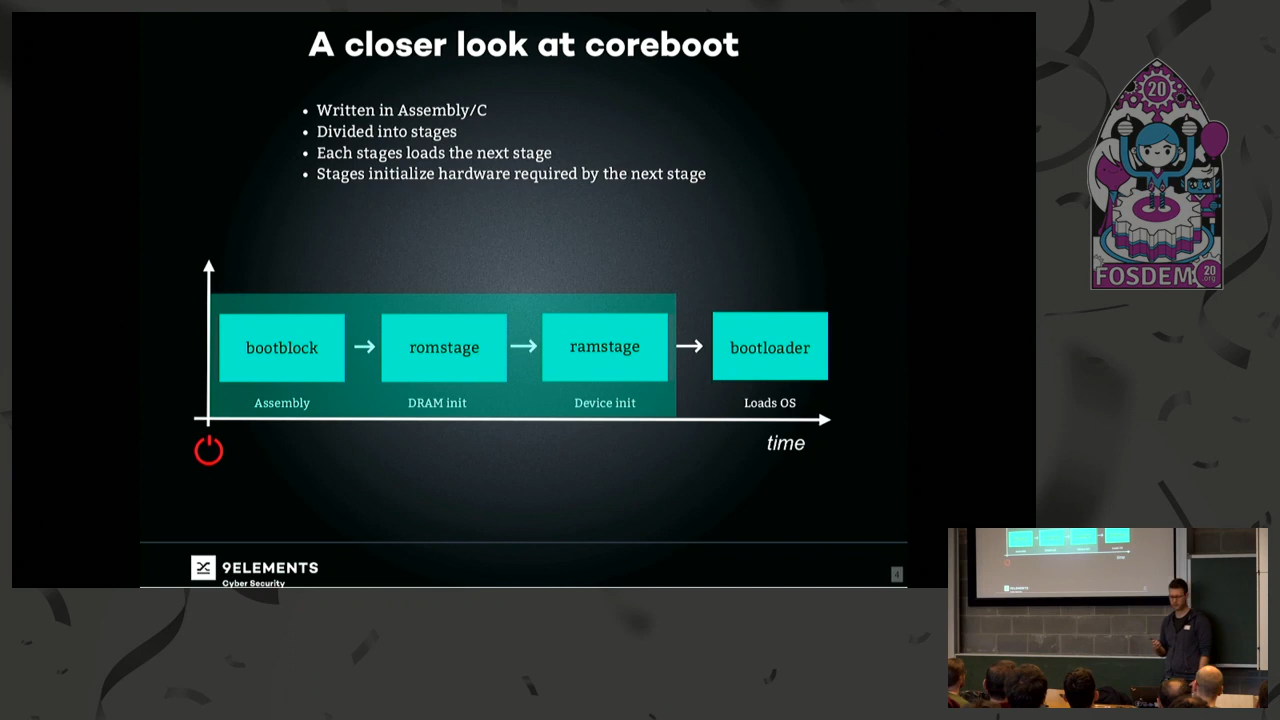 A closer look at coreboot
• Written in Assembly/C
• Divided into stages
• Each stages loads the next stage
• Stages initialize hardware required by the next stage
bootblock
romstage
ramstage
bootloader
Assembly
DRAM init
Device init
Loads OS
time
9ELEMENTS
Cyber Security
4
20
FOSDEM
20
.org